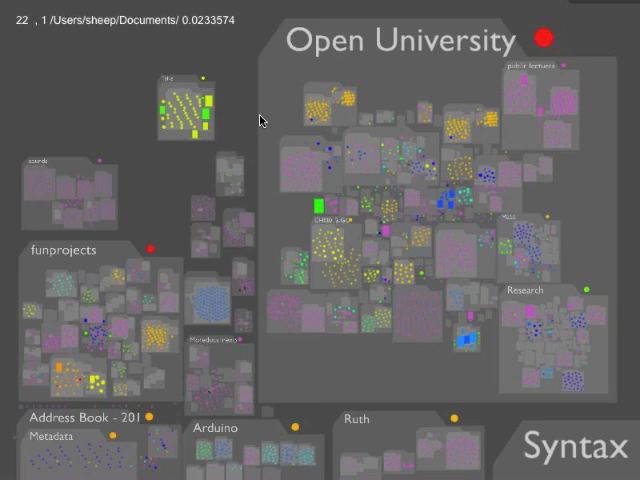 22 , 1 /Users/sheep/Documents/ 0.0233574
Open University
public lectures
sounds
funprojects
Research
Address Book - 201
Metadata
Arduino
Ruth
Syntax